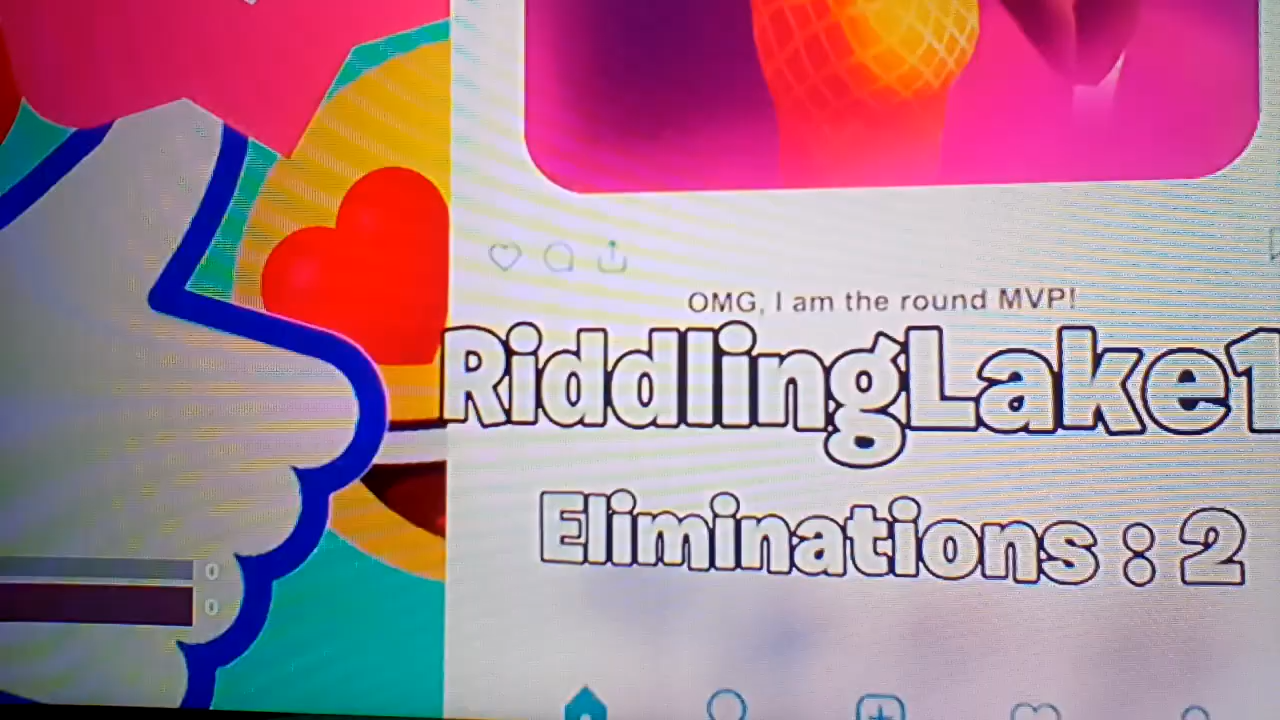 OMG, I am the round MVP!
RiddlingLake1
Eliminations : 2
0
0